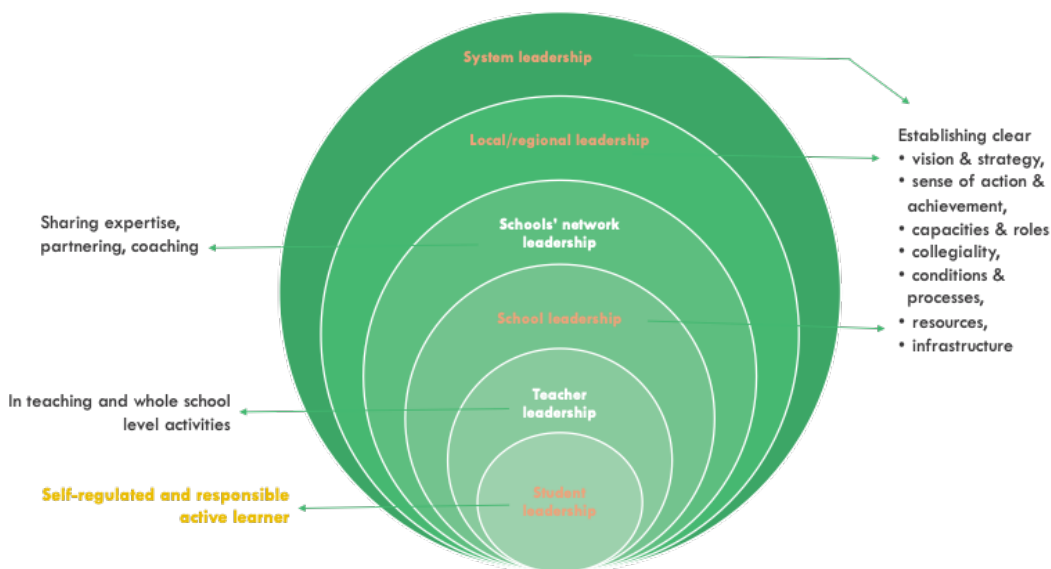 System leadership
Local/regional leadership
Schools' network
leadership
School leadership
Teacher
leadership
Student
leadership
Sharing expertise,
partnering, coaching
In teaching and whole school
level activities
Self-regulated and responsible
active learner
Establishing clear
• vision & strategy,
• sense of action &
achievement,
• capacities & roles
• collegiality,
• conditions &
processes,
• resources,
• infrastructure